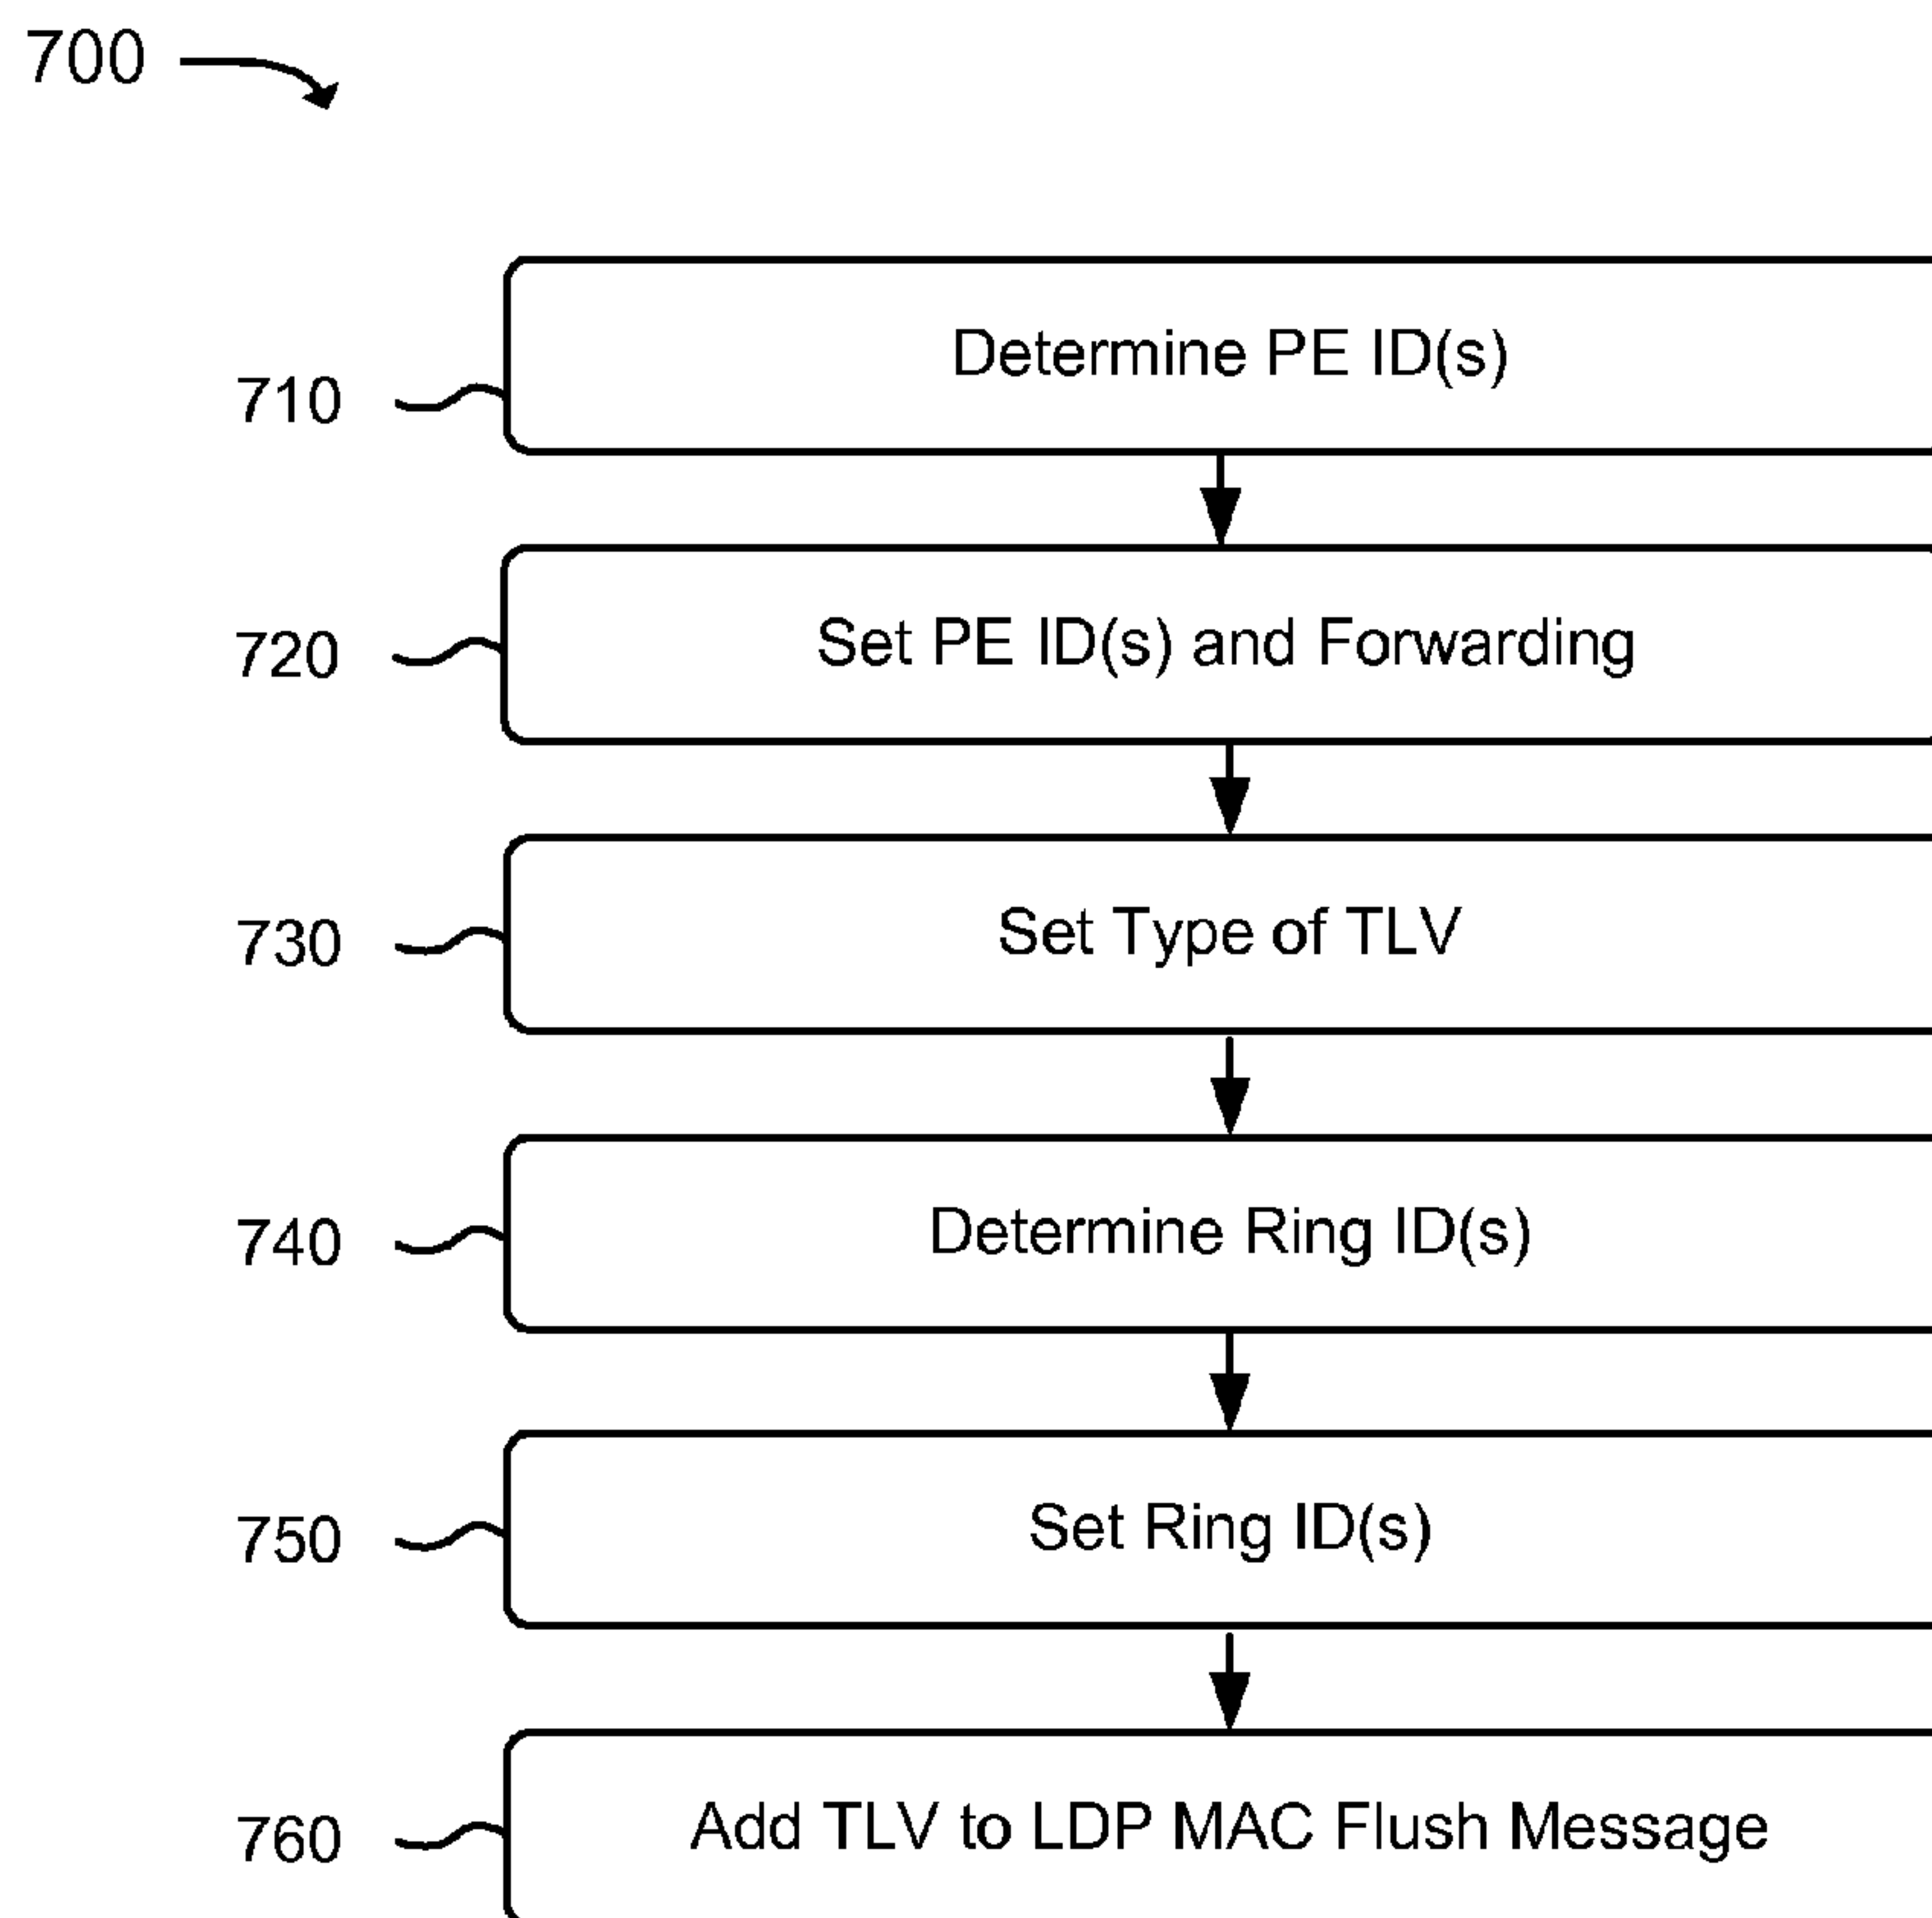 700
Determine PE ID(s)
710
Set PE ID(s) and Forwarding
720
Set Type of TLV
730
Determine Ring ID(s)
740
Set Ring ID(s)
750
Add TLV to LDP MAC Flush Message
760